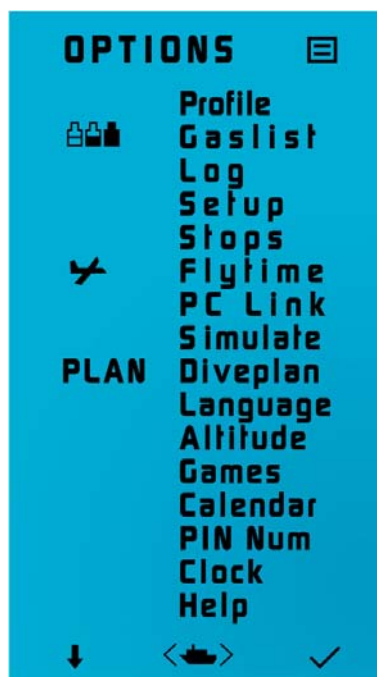 OPTIONS
Profile
Gaslist
Log
Setup
Stops
Flytime
PC Link
Simulate
PLAN Diveplan
Language
Altitude
Games
Calendar
PIN Num
Clock
Help